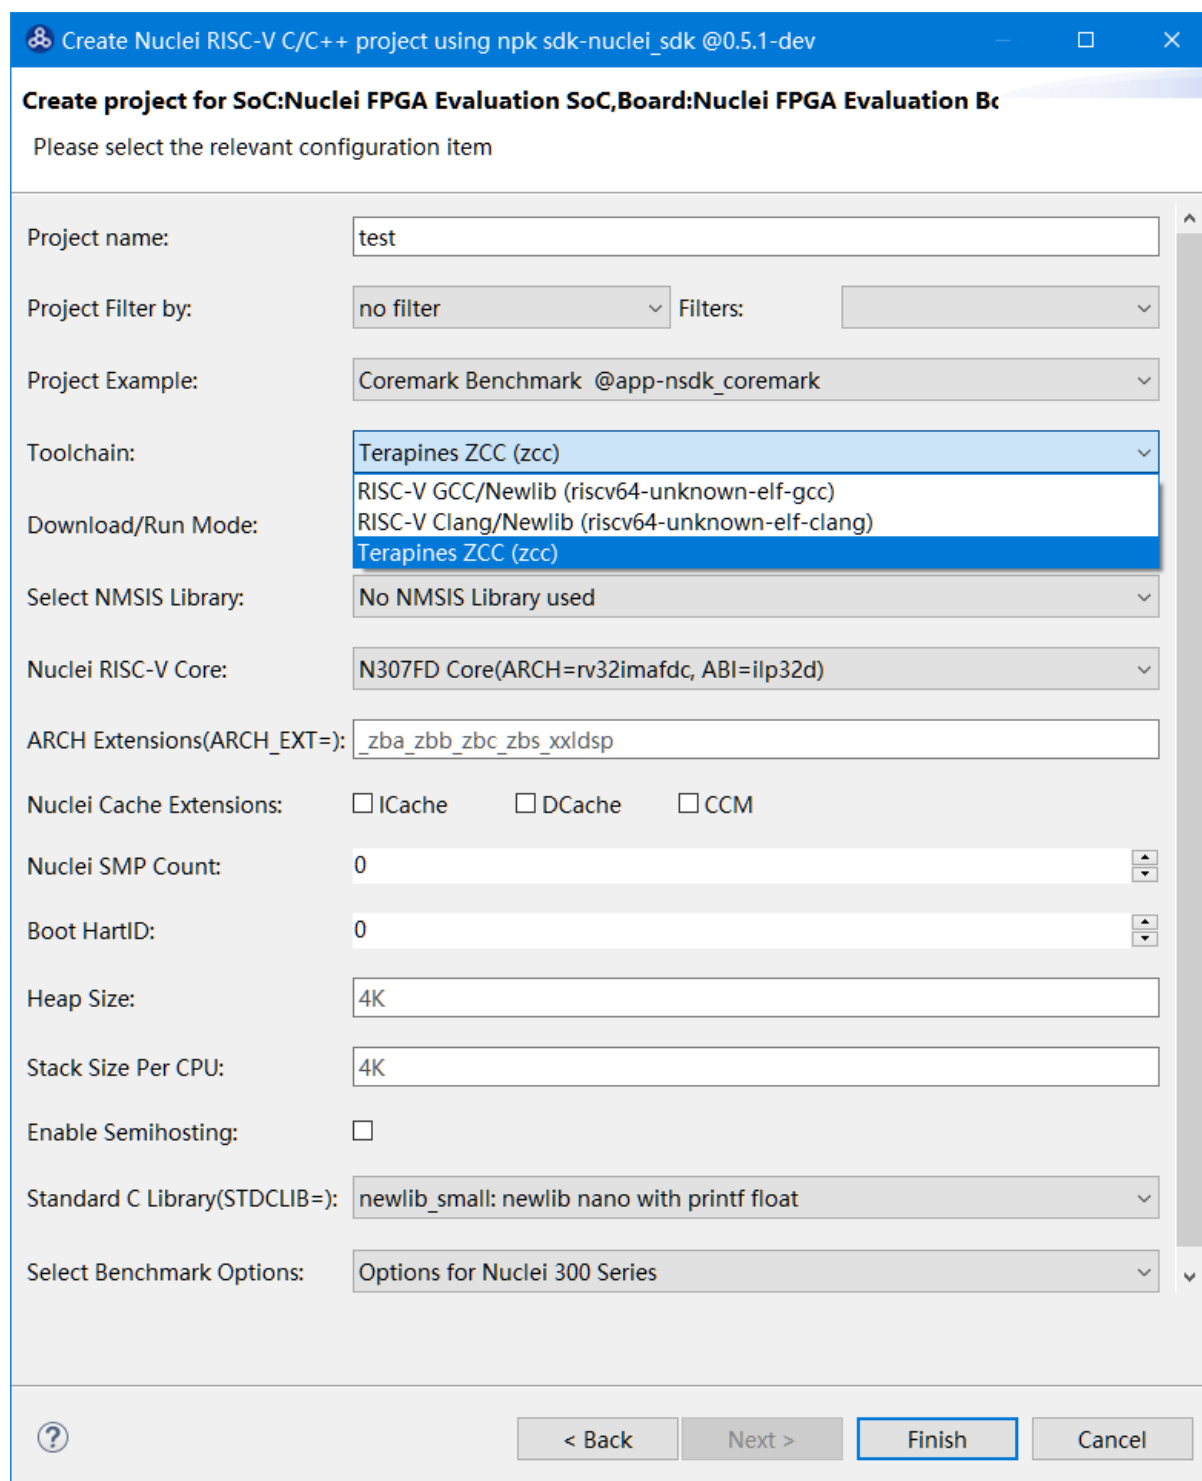 Create Nuclei RISC-V C/C++ project using npk sdk-nuclei_sdk @0.5.1-dev
Create project for SoC:Nuclei FPGA Evaluation SoC,Board:Nuclei FPGA Evaluation Bo
Please select the relevant configuration item
Project name: test
Project Filter by: no filter Filters:
Project Example: Coremark Benchmark @app-nsdk_coremark
Toolchain: Terapines ZCC (zcc)
RISC-V GCC/Newlib (riscv64-unknown-elf-gcc)
RISC-V Clang/Newlib (riscv64-unknown-elf-clang)
Download/Run Mode:
Terapines ZCC (zcc)
Select NMSIS Library: No NMSIS Library used
Nuclei RISC-V Core: N307FD Core(ARCH=rv32imafdc, ABI=ilp32d)
ARCH Extensions(ARCH_EXT=): _zba_zbb_zbc_zbs_xxldsp
Nuclei Cache Extensions: ICache DCache CCM
Nuclei SMP Count: 0
Boot HartID: 0
Heap Size: 4K
Stack Size Per CPU: 4K
Enable Semihosting:
Standard C Library(STDCLIB=): newlib_small: newlib nano with printf float
Select Benchmark Options: Options for Nuclei 300 Series
? < Back Next > Finish Cancel